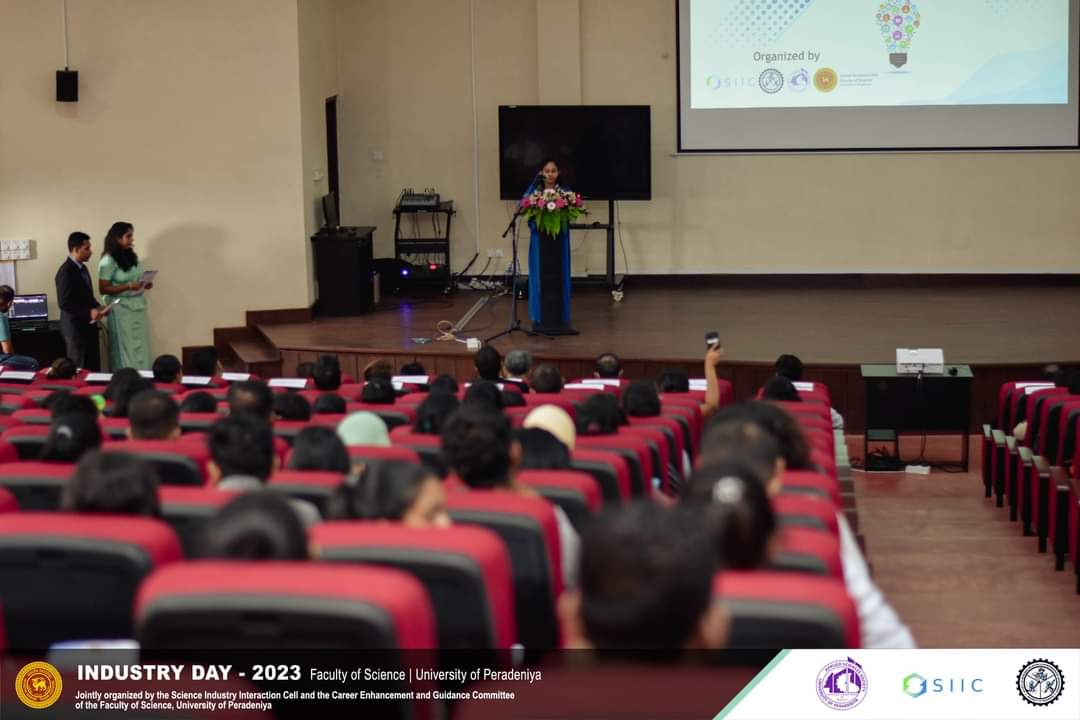 Organized by
SIIC
INDUSTRY DAY - 2023 Faculty of Science | University of Peradeniya
Jointly organized by the Science Industry Interaction Cell and the Career Enhancement and Guidance Committee
of the Faculty of Science, University of Peradeniya
SIIC